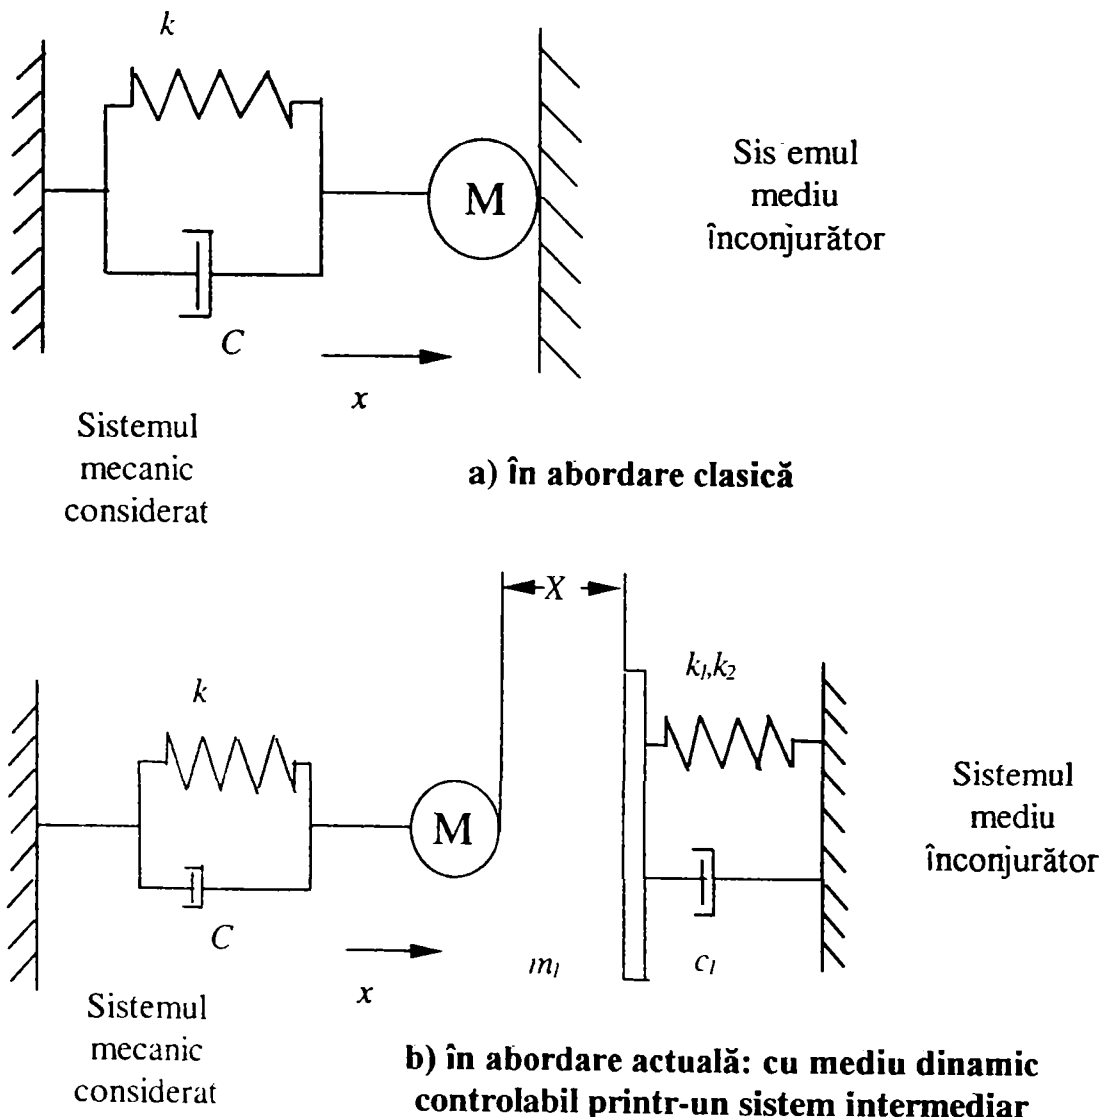 k
Sis emul
mediu
înconjurător
M
C
x
Sistemul
mecanic
considerat
a) în abordare clasică
X
k1,k2
k
Sistemul
mediu
înconjurător
M
C
x
m1
c1
Sistemul
mecanic
considerat
b) în abordare actuală: cu mediu dinamic
controlabil printr-un sistem intermediar